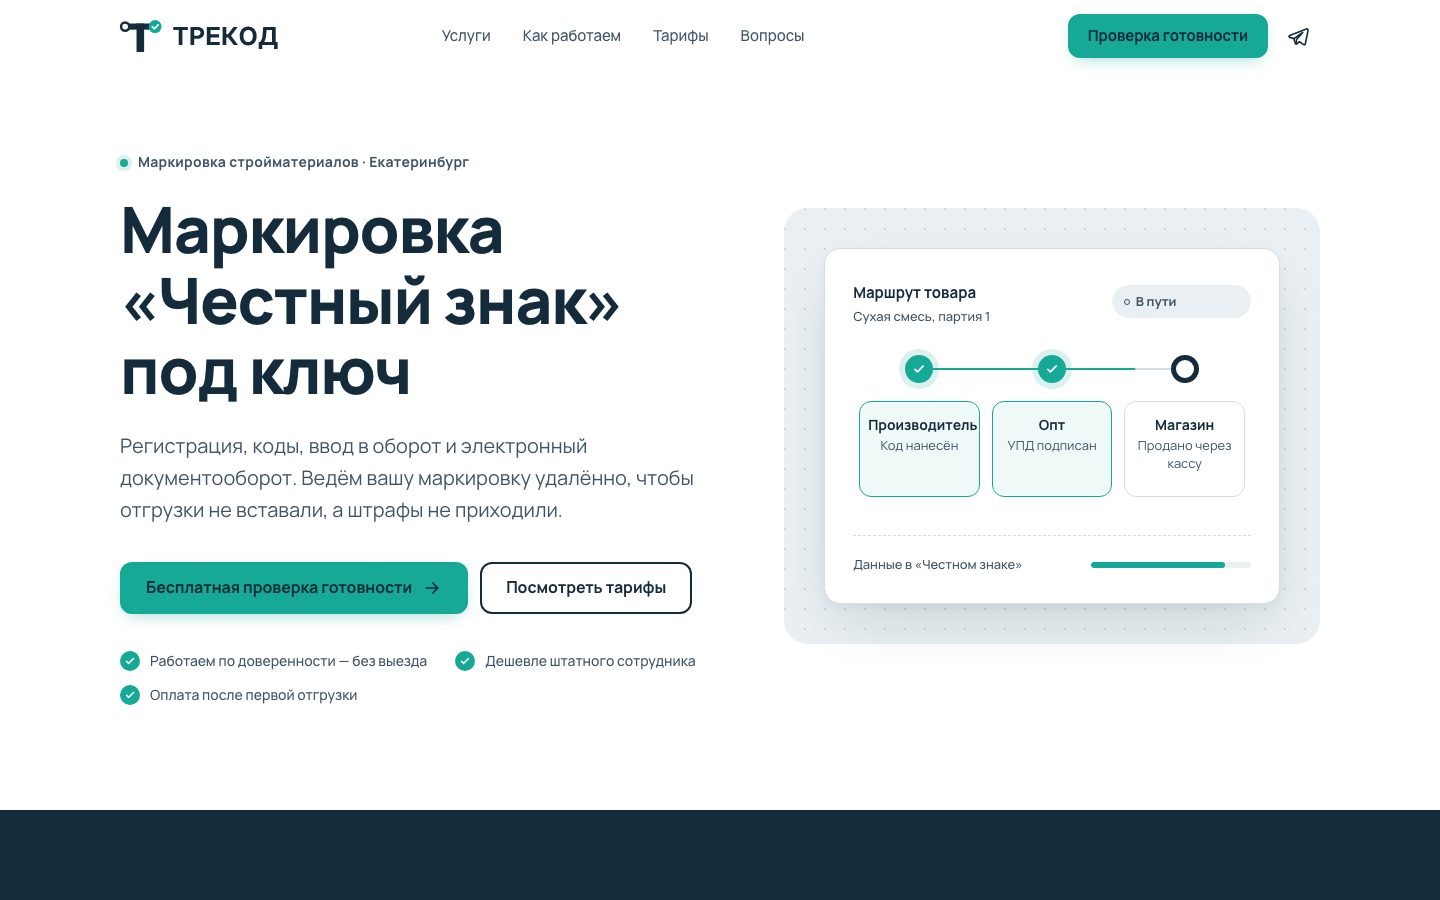 ТРЕКОД
Услуги
Как работаем
Тарифы
Вопросы
Проверка готовности
Маркировка стройматериалов · Екатеринбург
Маркировка
«Честный знак»
под ключ
Регистрация, коды, ввод в оборот и электронный
документооборот. Ведём вашу маркировку удалённо, чтобы
отгрузки не вставали, а штрафы не приходили.
Бесплатная проверка готовности →
Посмотреть тарифы
Работаем по доверенности — без выезда
Дешевле штатного сотрудника
Оплата после первой отгрузки
Маршрут товара
Сухая смесь, партия 1
В пути
Производитель
Код нанесён
Опт
УПД подписан
Магазин
Продано через
кассу
Данные в «Честном знаке»